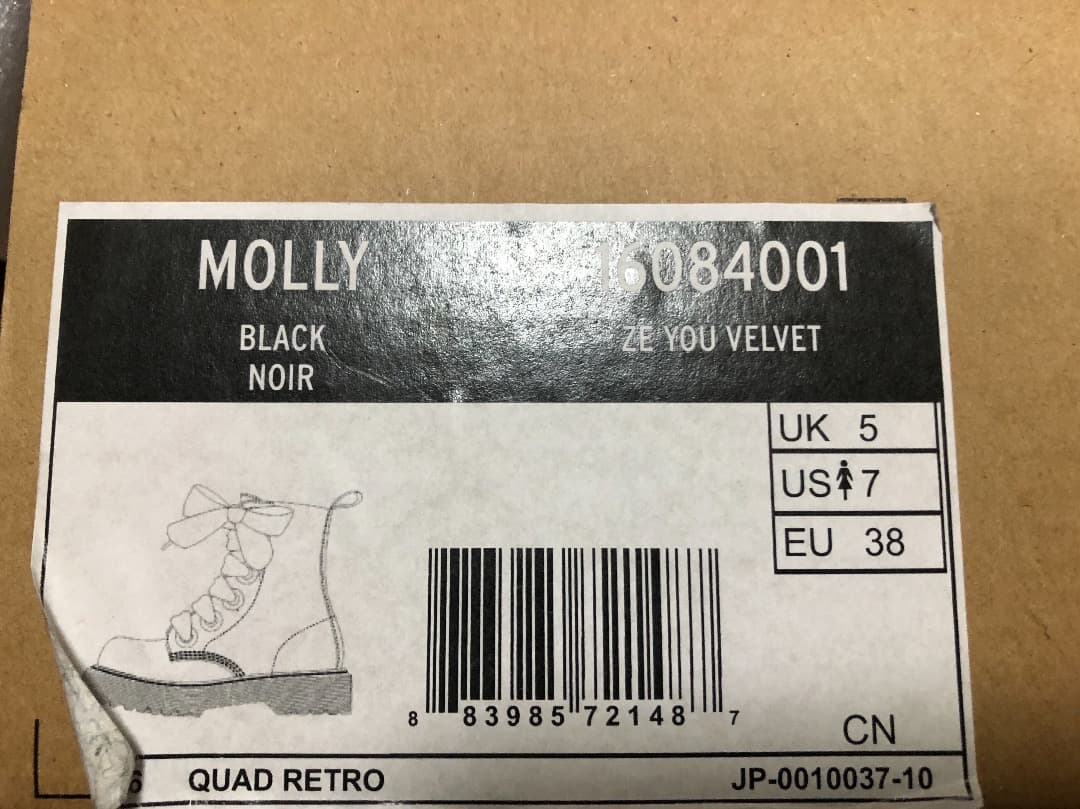 MOLLY 16084001
BLACK ZE YOU VELVET
NOIR
UK 5
US 7
EU 38
8 83985 72148 7
CN
6 QUAD RETRO JP-0010037-10